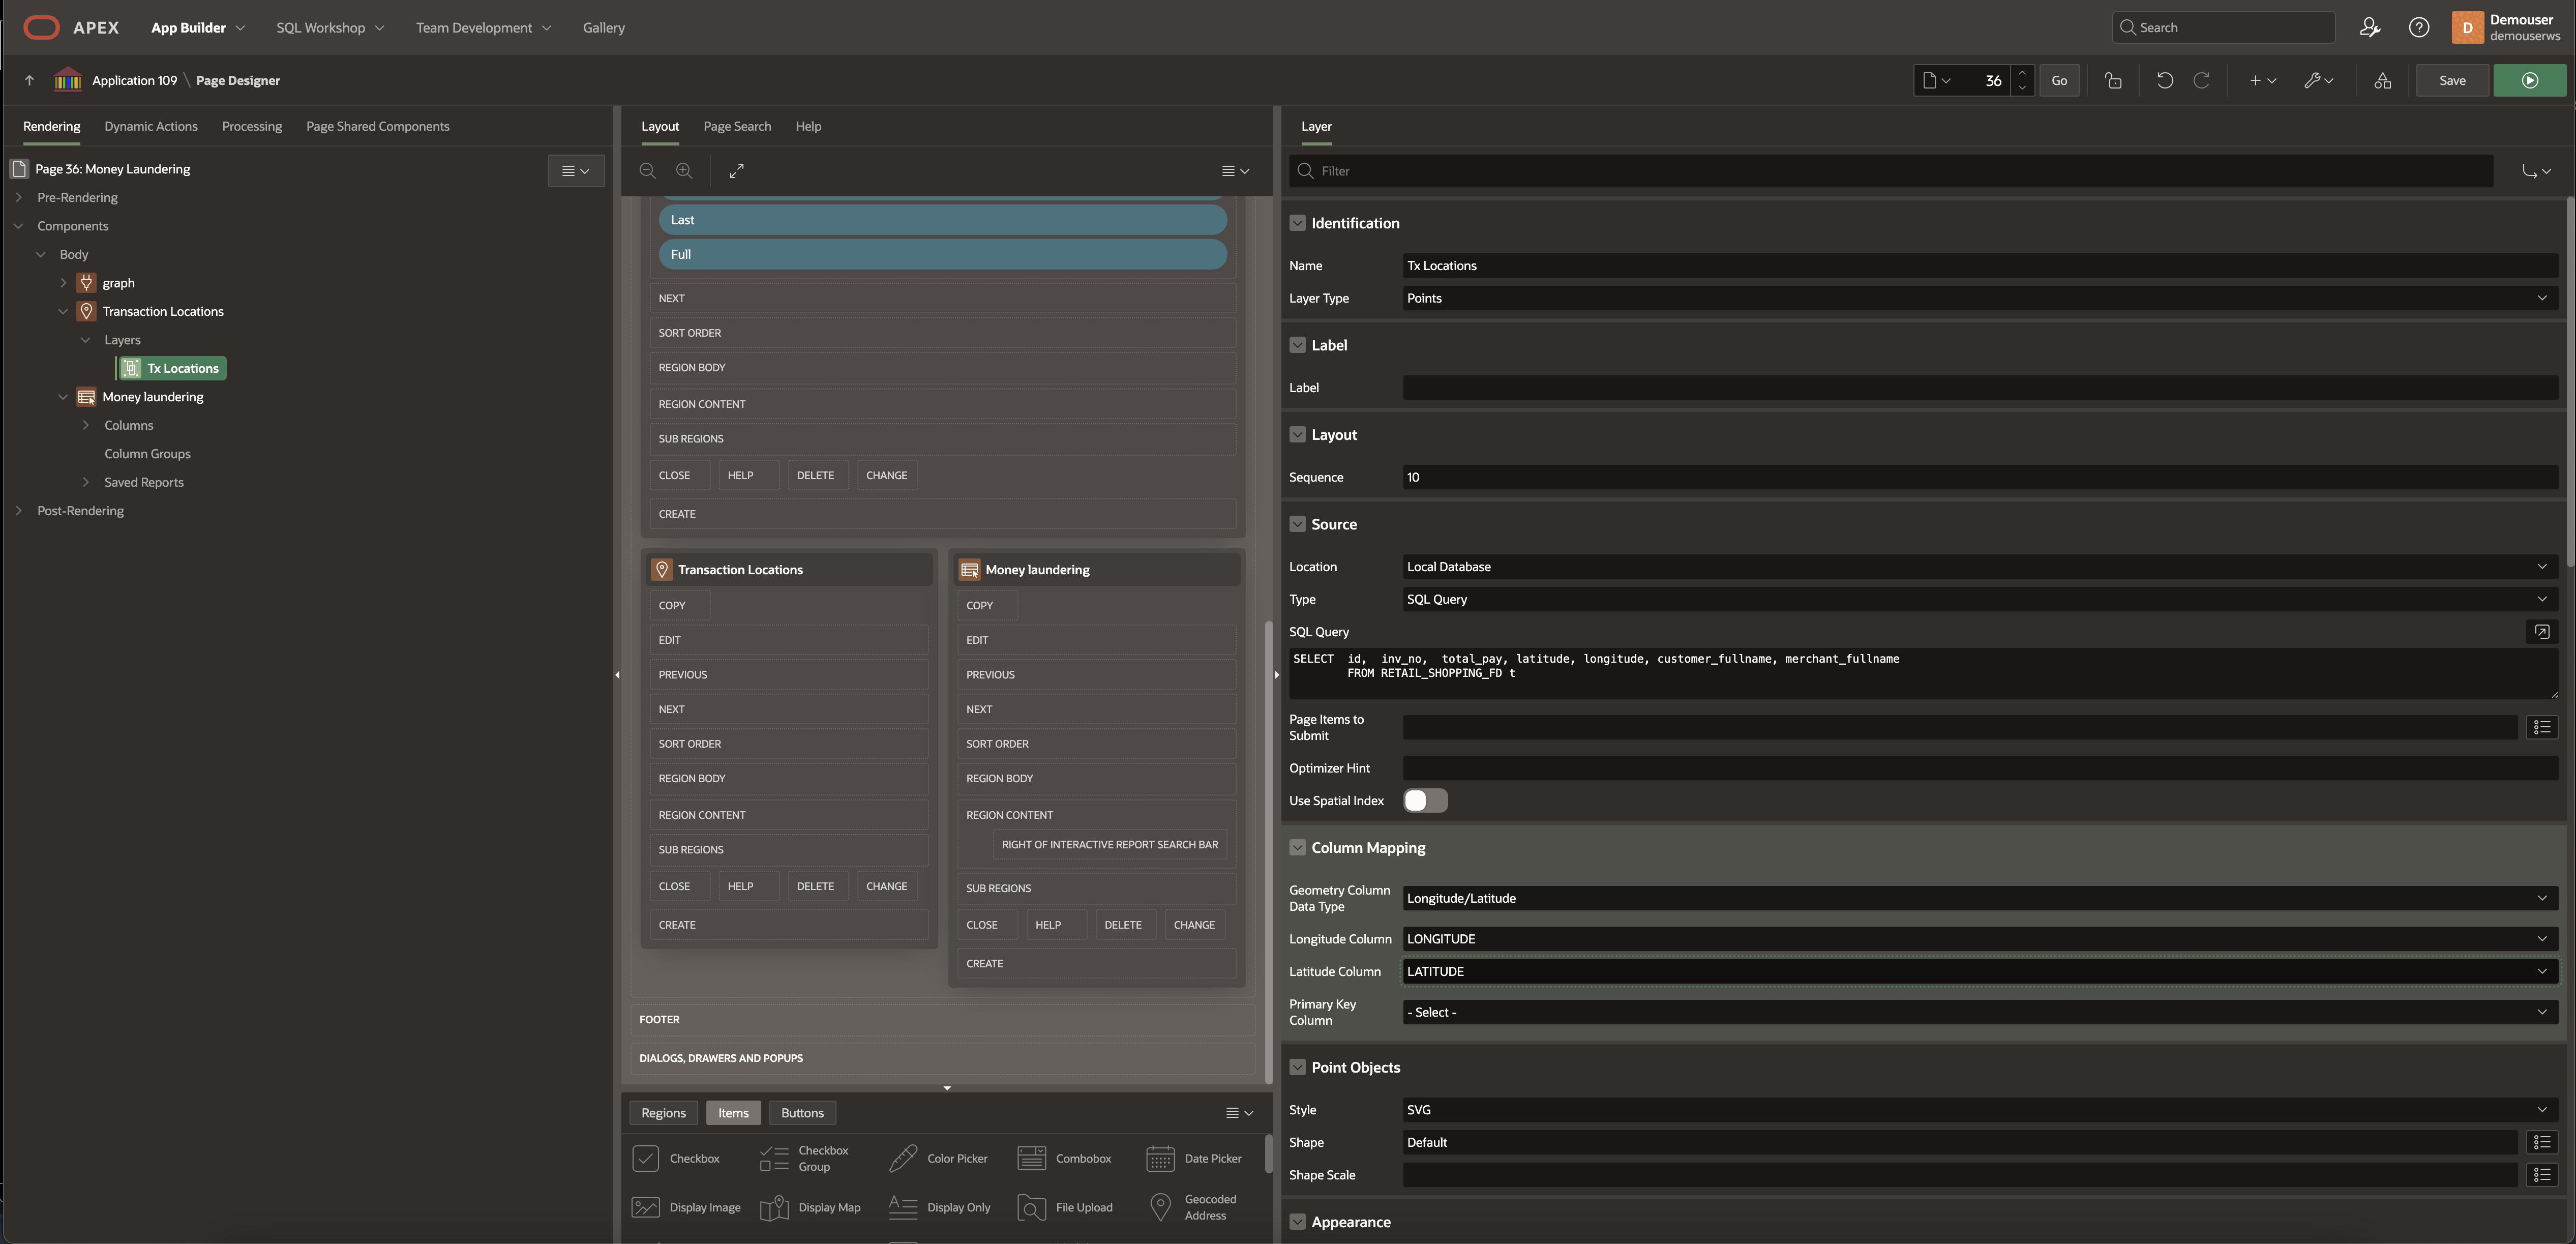 APEX
App Builder
SQL Workshop
Team Development
Gallery
Search
D
Demouser
demouserws
Application 109 \ Page Designer
36
Go
Save
Rendering
Dynamic Actions
Processing
Page Shared Components
Page 36: Money Laundering
Pre-Rendering
Components
Body
graph
Transaction Locations
Layers
Tx Locations
Money laundering
Columns
Column Groups
Saved Reports
Post-Rendering
Layout
Page Search
Help
Last
Full
NEXT
SORT ORDER
REGION BODY
REGION CONTENT
SUB REGIONS
CLOSE HELP DELETE CHANGE
CREATE
Transaction Locations
COPY
EDIT
PREVIOUS
NEXT
SORT ORDER
REGION BODY
REGION CONTENT
SUB REGIONS
CLOSE HELP DELETE CHANGE
CREATE
Money laundering
COPY
EDIT
PREVIOUS
NEXT
SORT ORDER
REGION BODY
REGION CONTENT
RIGHT OF INTERACTIVE REPORT SEARCH BAR
SUB REGIONS
CLOSE HELP DELETE CHANGE
CREATE
FOOTER
DIALOGS, DRAWERS AND POPUPS
Regions Items Buttons
Checkbox
Checkbox
Group
Color Picker
Combobox
Date Picker
Display Image
Display Map
Display Only
File Upload
Geocoded
Address
Layer
Filter
Identification
Name Tx Locations
Layer Type Points
Label
Label
Layout
Sequence 10
Source
Location Local Database
Type SQL Query
SQL Query
SELECT id, inv_no, total_pay, latitude, longitude, customer_fullname, merchant_fullname
FROM RETAIL_SHOPPING_FD t
Page Items to
Submit
Optimizer Hint
Use Spatial Index
Column Mapping
Geometry Column
Data Type
Longitude/Latitude
Longitude Column LONGITUDE
Latitude Column LATITUDE
Primary Key
Column
- Select -
Point Objects
Style SVG
Shape Default
Shape Scale
Appearance